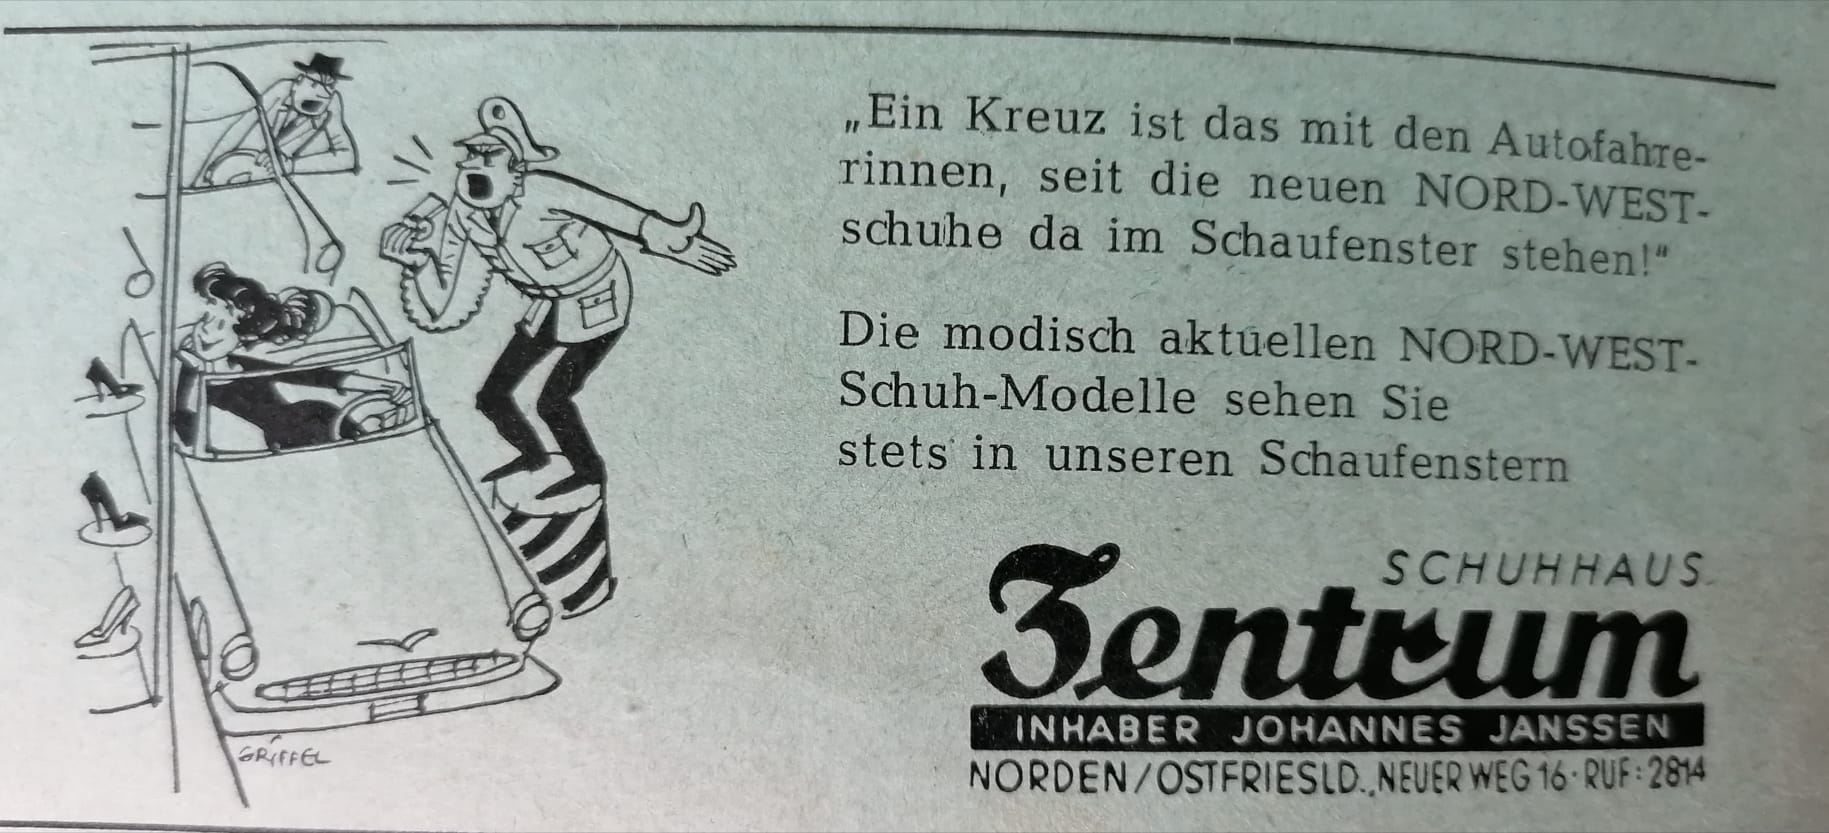 „Ein Kreuz ist das mit den Autofahre-
rinnen, seit die neuen NORD-WEST-
schuhe da im Schaufenster stehen!“
Die modisch aktuellen NORD-WEST-
Schuh-Modelle sehen Sie
stets in unseren Schaufenstern
SCHUHHAUS
Zentrum
INHABER JOHANNES JANSSEN
NORDEN/OSTFRIESLD., NEUER WEG 16 · RUF: 2814
GRIFFEL